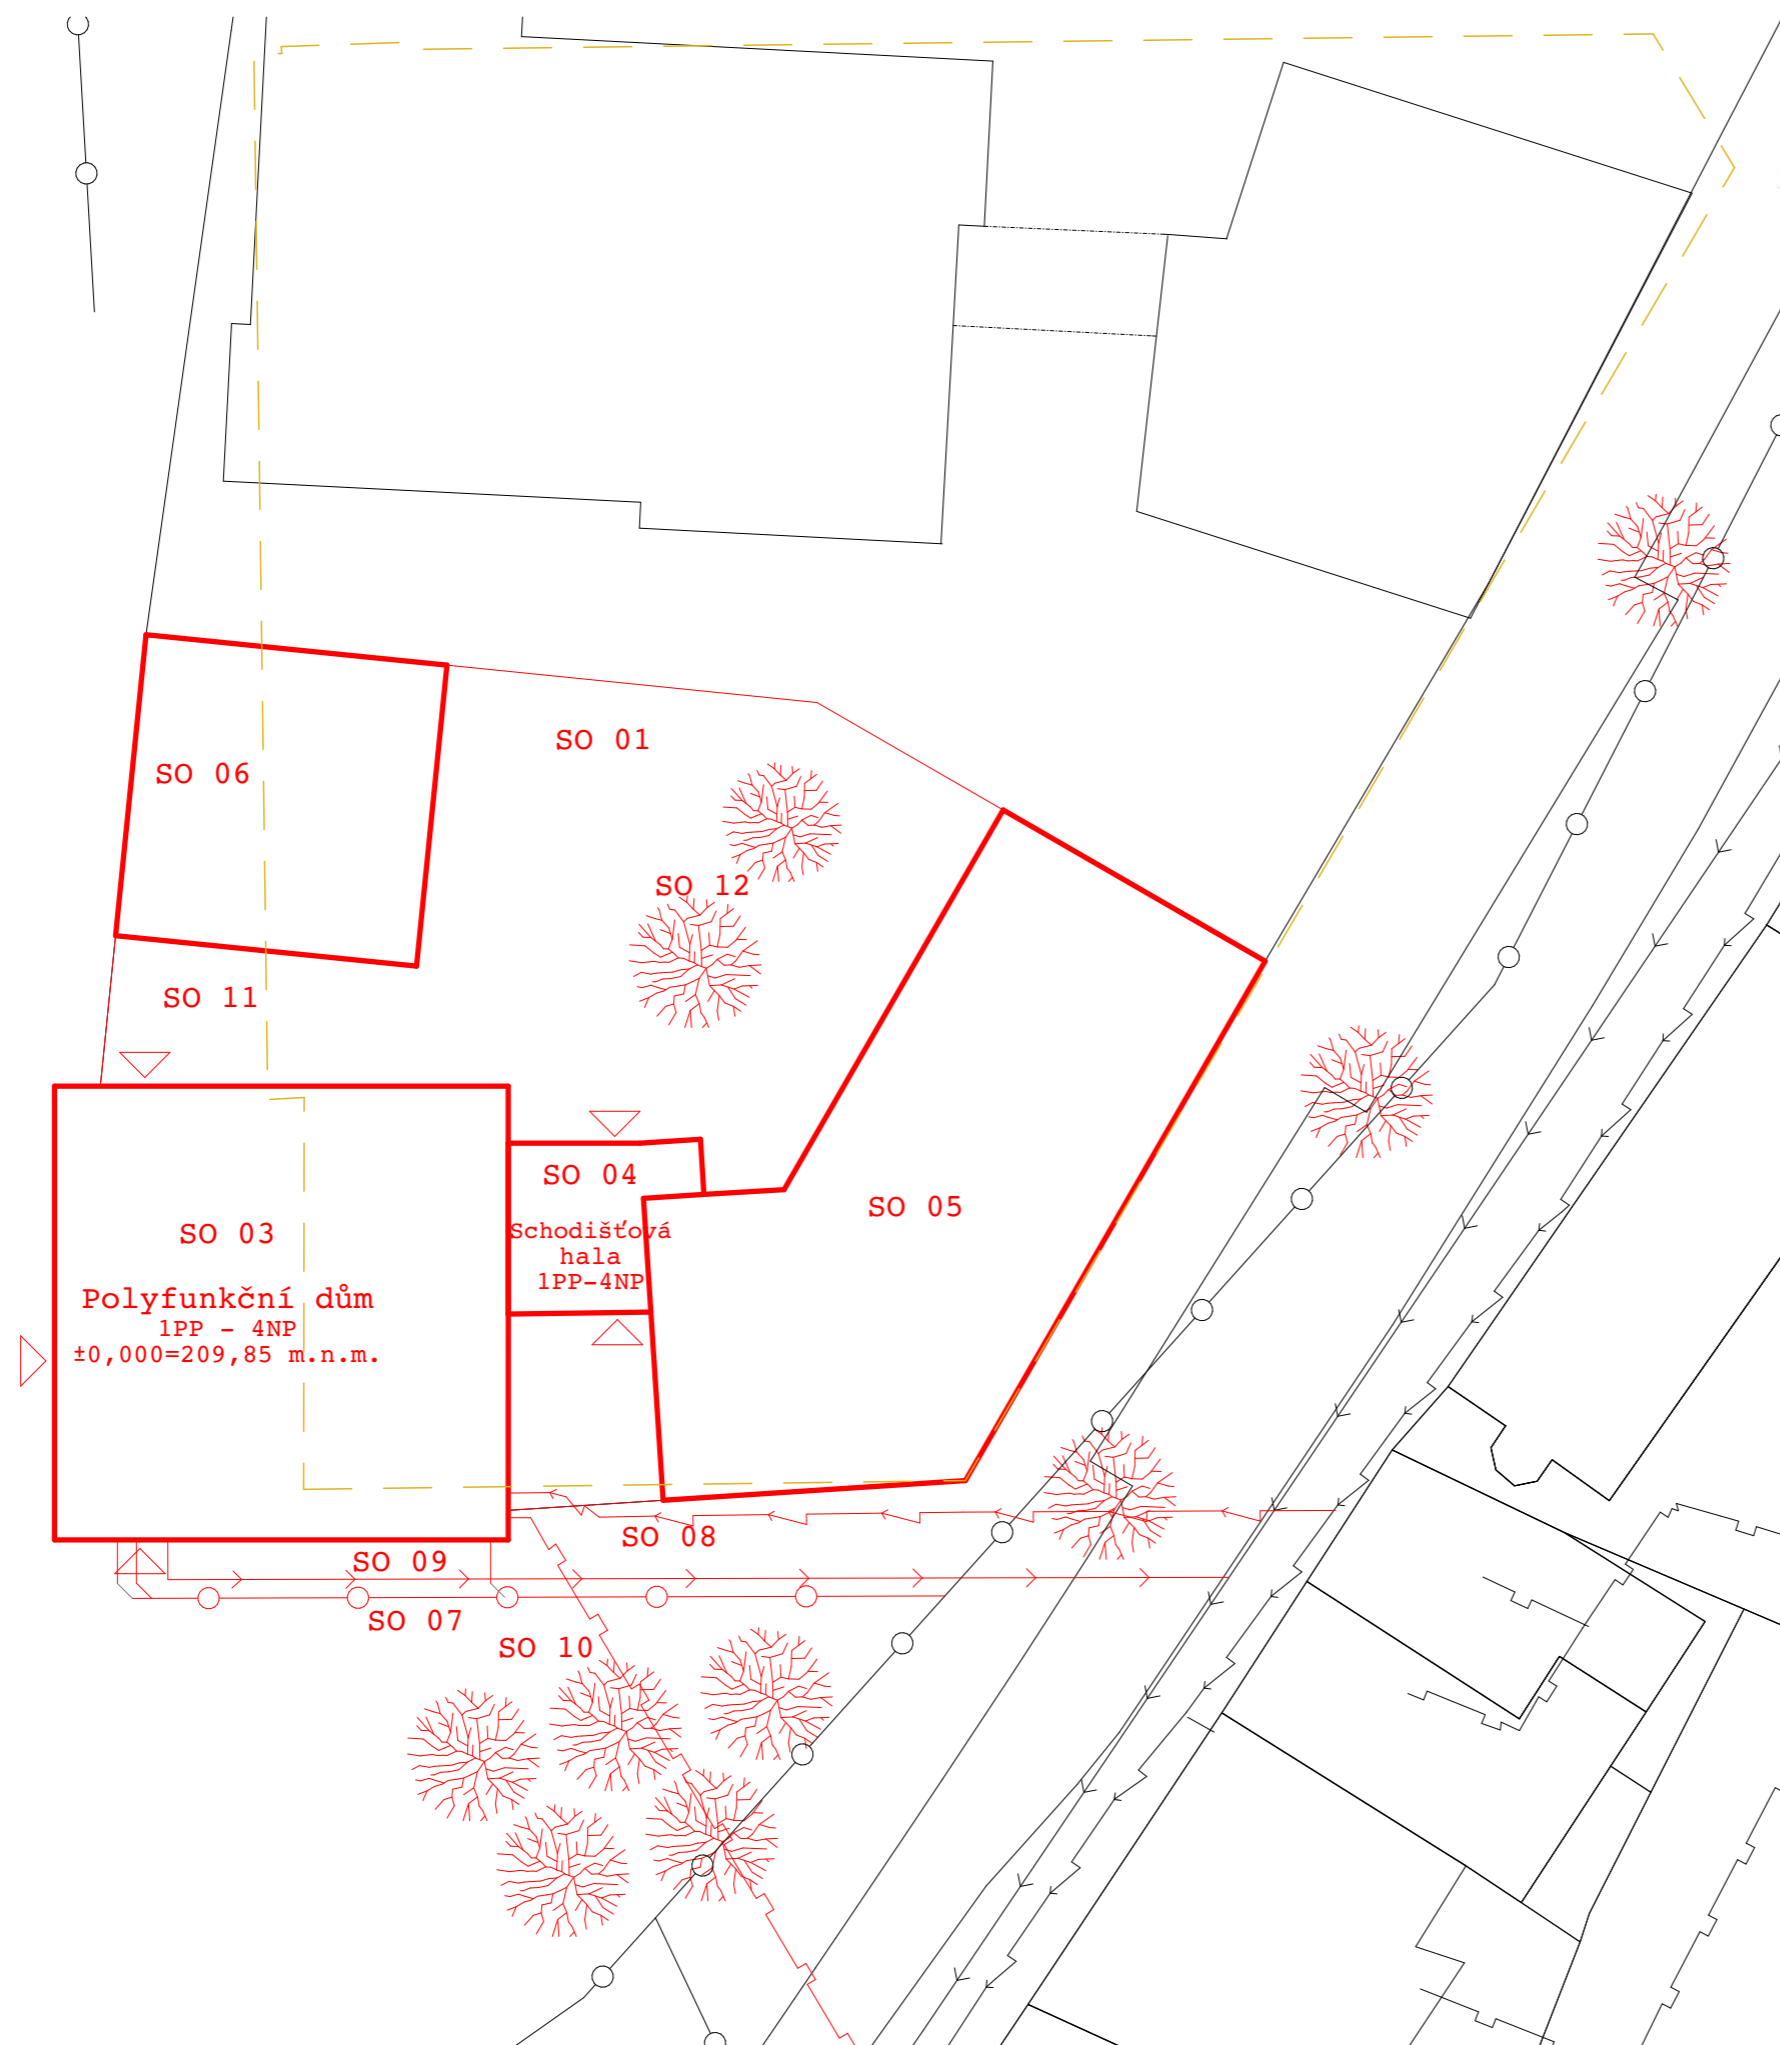 SO 01
SO 06
SO 12
SO 11
SO 04
SO 05
SO 03
Schodišťová
hala
1PP-4NP
Polyfunkční dům
1PP - 4NP
±0,000=209,85 m.n.m.
SO 08
SO 09
SO 07
SO 10